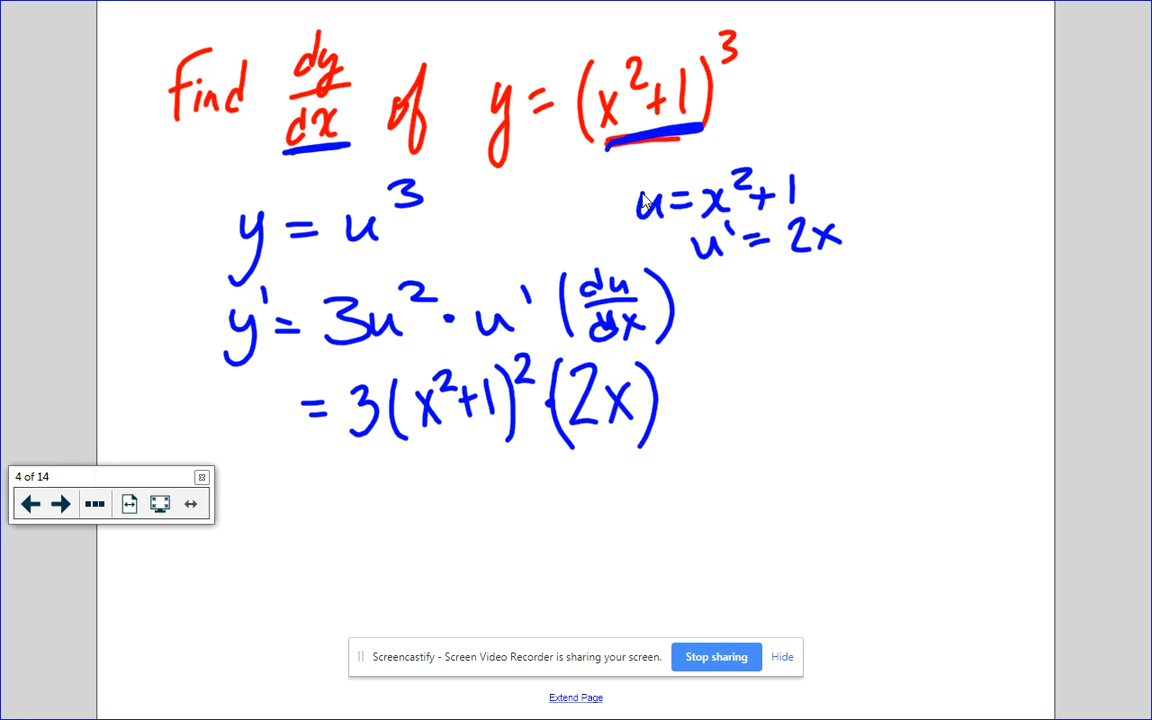 Find dy/dx of y = (x²+1)³
y = u³
u = x²+1
u' = 2x
y' = 3u² · u' (du/dx)
= 3(x²+1)² · (2x)
4 of 14
Screencastify - Screen Video Recorder is sharing your screen. Stop sharing Hide
Extend Page